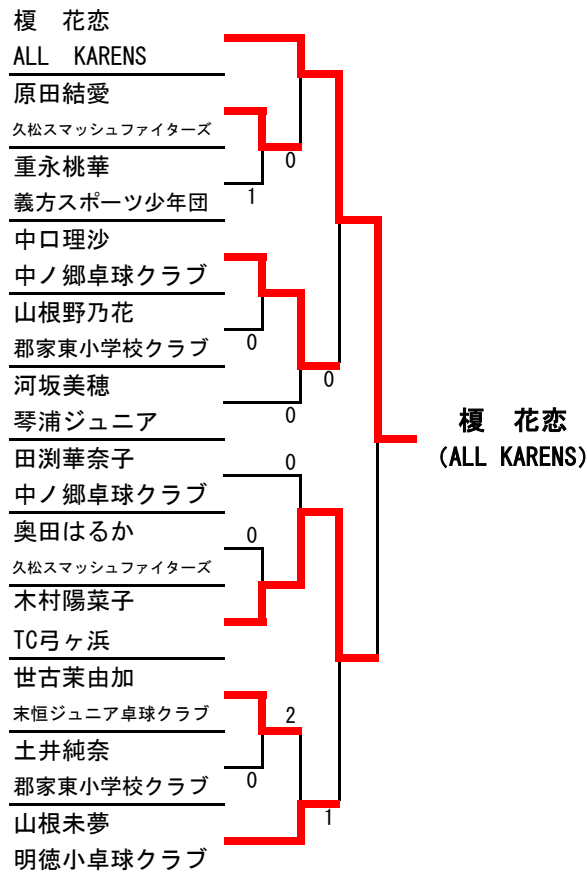 榎　花恋
ALL　KARENS
原田結愛
久松スマッシュファイターズ
0
重永桃華
1
義方スポーツ少年団
中口理沙
中ノ郷卓球クラブ
山根野乃花
0
郡家東小学校クラブ
0
河坂美穂
0
琴浦ジュニア
榎　花恋
(ALL KARENS)
田渕華奈子
0
中ノ郷卓球クラブ
奥田はるか
0
久松スマッシュファイターズ
木村陽菜子
TC弓ヶ浜
世古茉由加
末恒ジュニア卓球クラブ
2
土井純奈
0
郡家東小学校クラブ
1
山根未夢
明徳小卓球クラブ